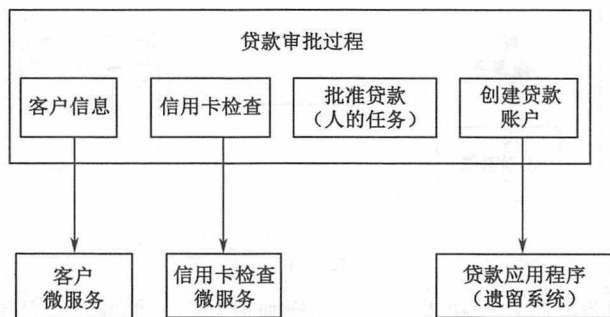 贷款审批过程
客户信息
信用卡检查
批准贷款
（人的任务）
创建贷款
账户
客户
微服务
信用卡检查
微服务
贷款应用程序
（遗留系统）